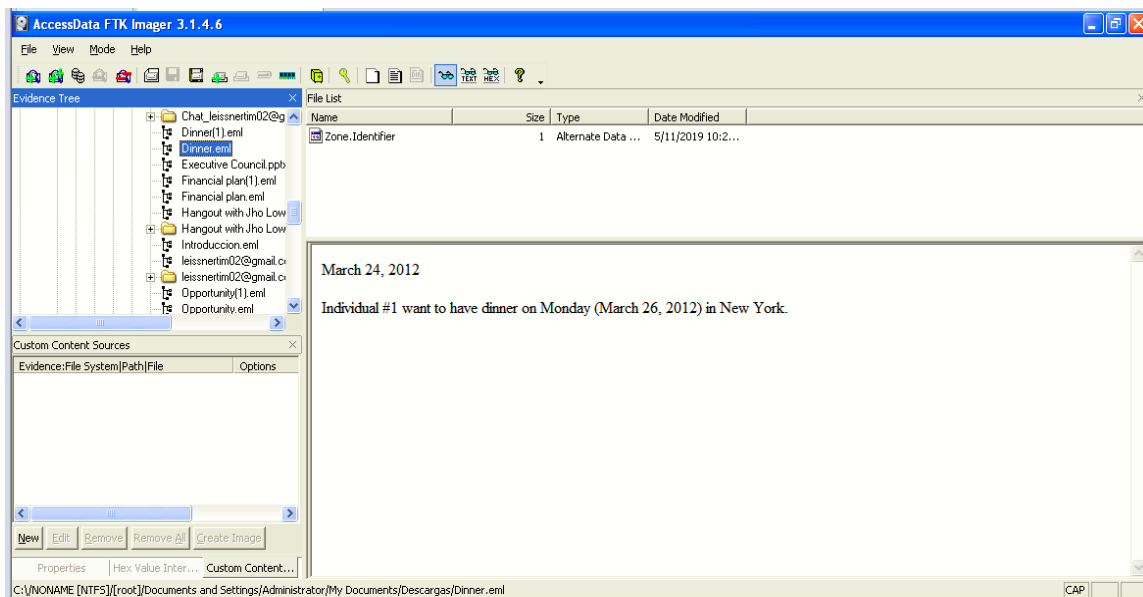 AccessData FTK Imager 3.1.4.6
File View Mode Help
TEXT HEX
Evidence Tree
Chat_leissnertim02@g
Dinner(1).eml
Dinner.eml
Executive Council.ppt
Financial plan(1).eml
Financial plan.eml
Hangout with Jho Low
Hangout with Jho Low
Introduccion.eml
leissnertim02@gmail.c
leissnertim02@gmail.c
Opportunity(1).eml
Opportunity.eml
File List
Name Size Type Date Modified
Zone.Identifier 1 Alternate Data ... 5/11/2019 10:2...
March 24, 2012
Individual #1 want to have dinner on Monday (March 26, 2012) in New York.
Custom Content Sources
Evidence:File System|Path|File Options
New Edit Remove Remove All Create Image
Properties Hex Value Inter... Custom Content...
C:\/NONAME [NTFS]/[root]/Documents and Settings/Administrator/My Documents/Descargas/Dinner.eml
CAP